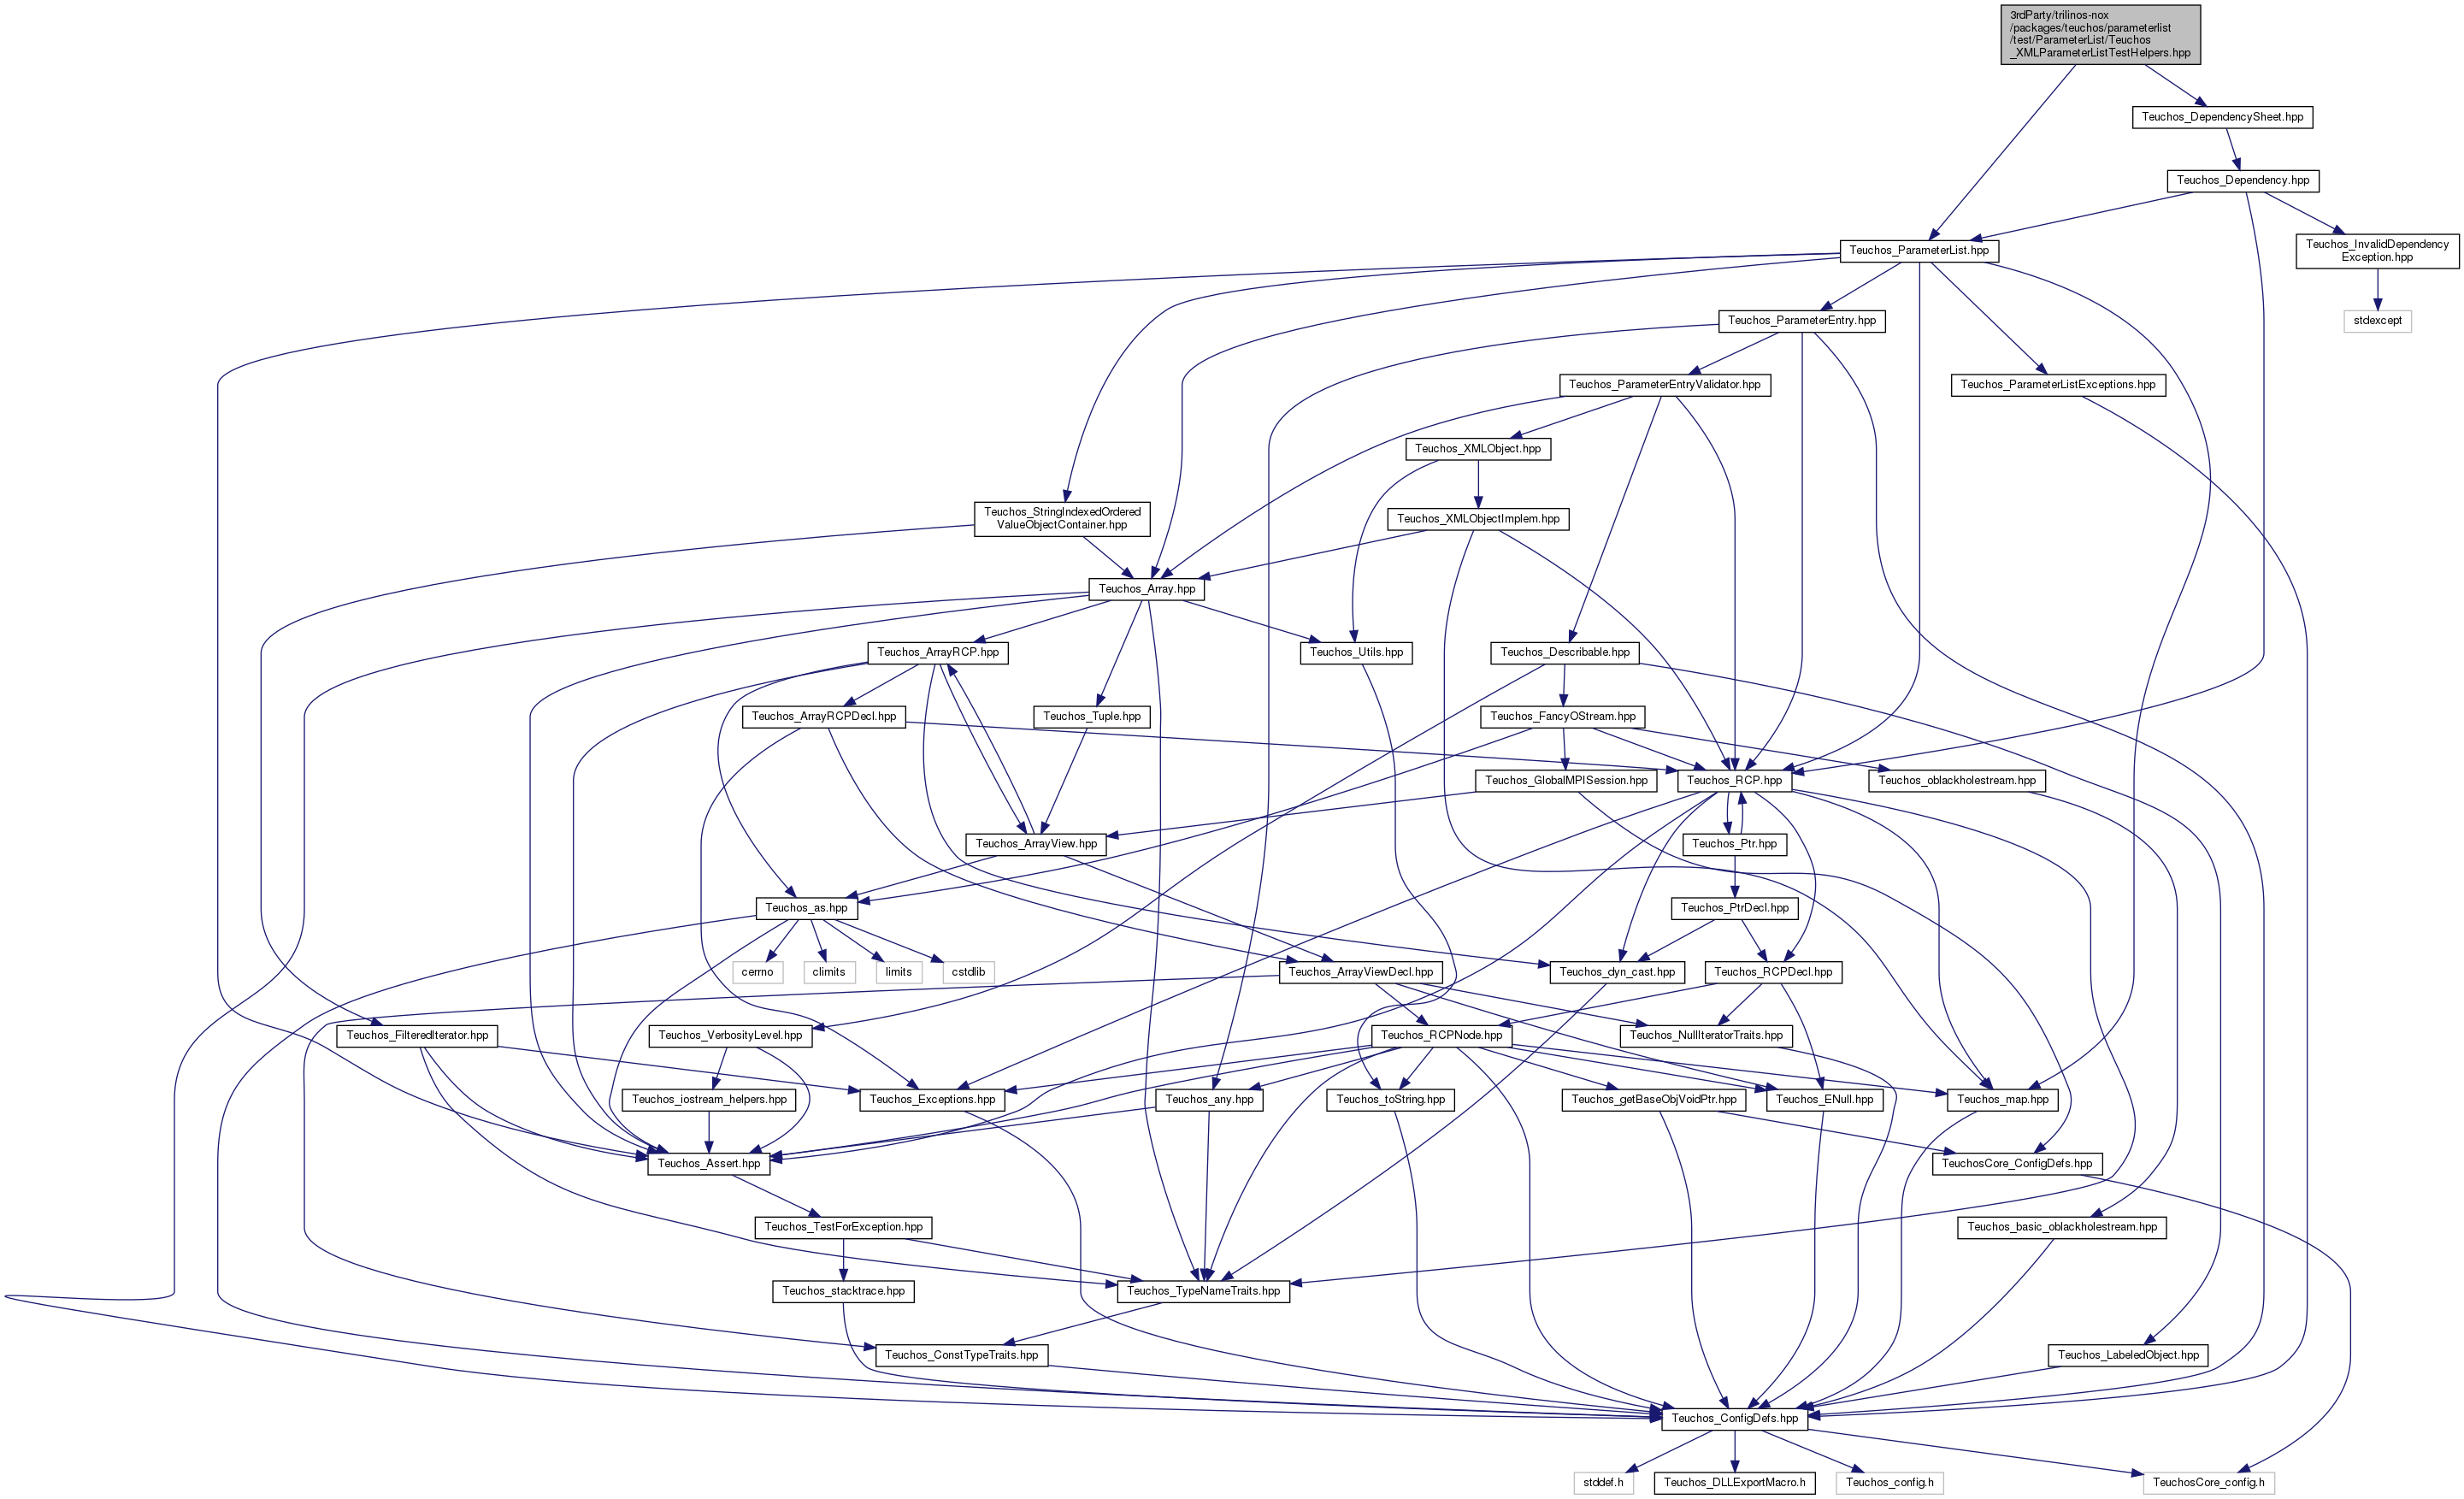 3rdParty/trilinos-nox
/packages/teuchos/parameterlist
/test/ParameterList/Teuchos
_XMLParameterListTestHelpers.hpp
Teuchos_DependencySheet.hpp
Teuchos_Dependency.hpp
Teuchos_ParameterList.hpp
Teuchos_InvalidDependency
Exception.hpp
Teuchos_ParameterEntry.hpp
stdexcept
Teuchos_ParameterEntryValidator.hpp
Teuchos_ParameterListExceptions.hpp
Teuchos_XMLObject.hpp
Teuchos_StringIndexedOrdered
ValueObjectContainer.hpp
Teuchos_XMLObjectImplem.hpp
Teuchos_Array.hpp
Teuchos_ArrayRCP.hpp
Teuchos_Utils.hpp
Teuchos_Describable.hpp
Teuchos_ArrayRCPDecl.hpp
Teuchos_Tuple.hpp
Teuchos_FancyOStream.hpp
Teuchos_GlobalMPISession.hpp
Teuchos_RCP.hpp
Teuchos_oblackholestream.hpp
Teuchos_ArrayView.hpp
Teuchos_Ptr.hpp
Teuchos_as.hpp
Teuchos_PtrDecl.hpp
cerrno
climits
limits
cstdlib
Teuchos_ArrayViewDecl.hpp
Teuchos_dyn_cast.hpp
Teuchos_RCPDecl.hpp
Teuchos_FilteredIterator.hpp
Teuchos_VerbosityLevel.hpp
Teuchos_RCPNode.hpp
Teuchos_NullIteratorTraits.hpp
Teuchos_iostream_helpers.hpp
Teuchos_Exceptions.hpp
Teuchos_any.hpp
Teuchos_toString.hpp
Teuchos_getBaseObjVoidPtr.hpp
Teuchos_ENull.hpp
Teuchos_map.hpp
Teuchos_Assert.hpp
TeuchosCore_ConfigDefs.hpp
Teuchos_TestForException.hpp
Teuchos_basic_oblackholestream.hpp
Teuchos_stacktrace.hpp
Teuchos_TypeNameTraits.hpp
Teuchos_ConstTypeTraits.hpp
Teuchos_LabeledObject.hpp
Teuchos_ConfigDefs.hpp
stddef.h
Teuchos_DLLExportMacro.h
Teuchos_config.h
TeuchosCore_config.h